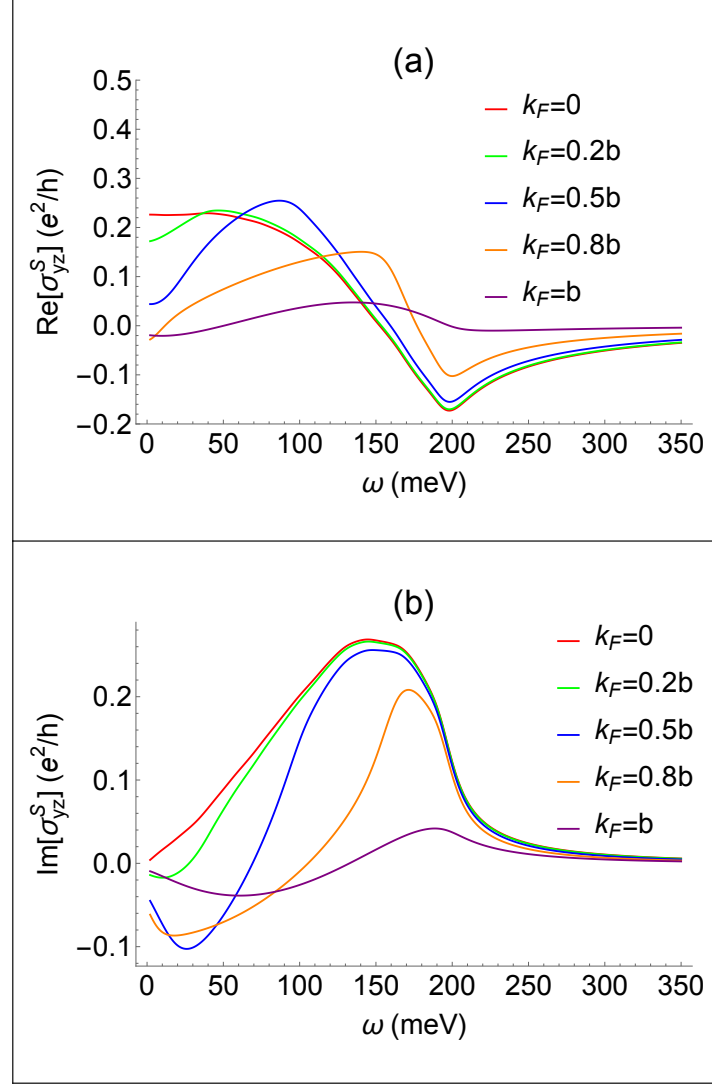 (a)
Re[σ^S_yz] (e²/h)
0.5
0.4
0.3
0.2
0.1
0.0
−0.1
−0.2
k_F=0
k_F=0.2b
k_F=0.5b
k_F=0.8b
k_F=b
0 50 100 150 200 250 300 350
ω (meV)
(b)
Im[σ^S_yz] (e²/h)
0.2
0.1
0.0
−0.1
k_F=0
k_F=0.2b
k_F=0.5b
k_F=0.8b
k_F=b
0 50 100 150 200 250 300 350
ω (meV)